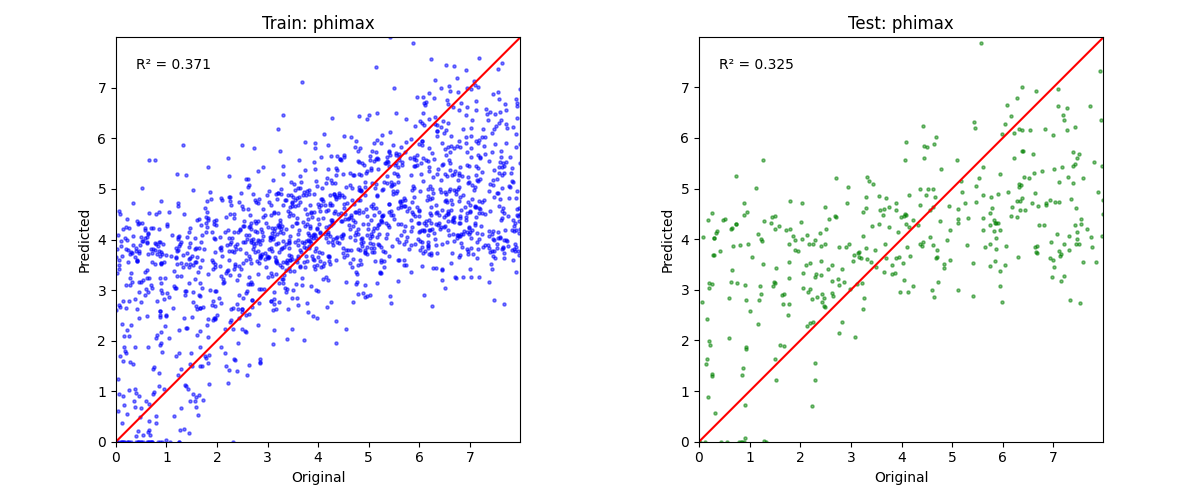 Train: phimax
R² = 0.371
7
6
5
4
3
2
1
0
Predicted
0 1 2 3 4 5 6 7
Original
Test: phimax
R² = 0.325
7
6
5
4
3
2
1
0
Predicted
0 1 2 3 4 5 6 7
Original